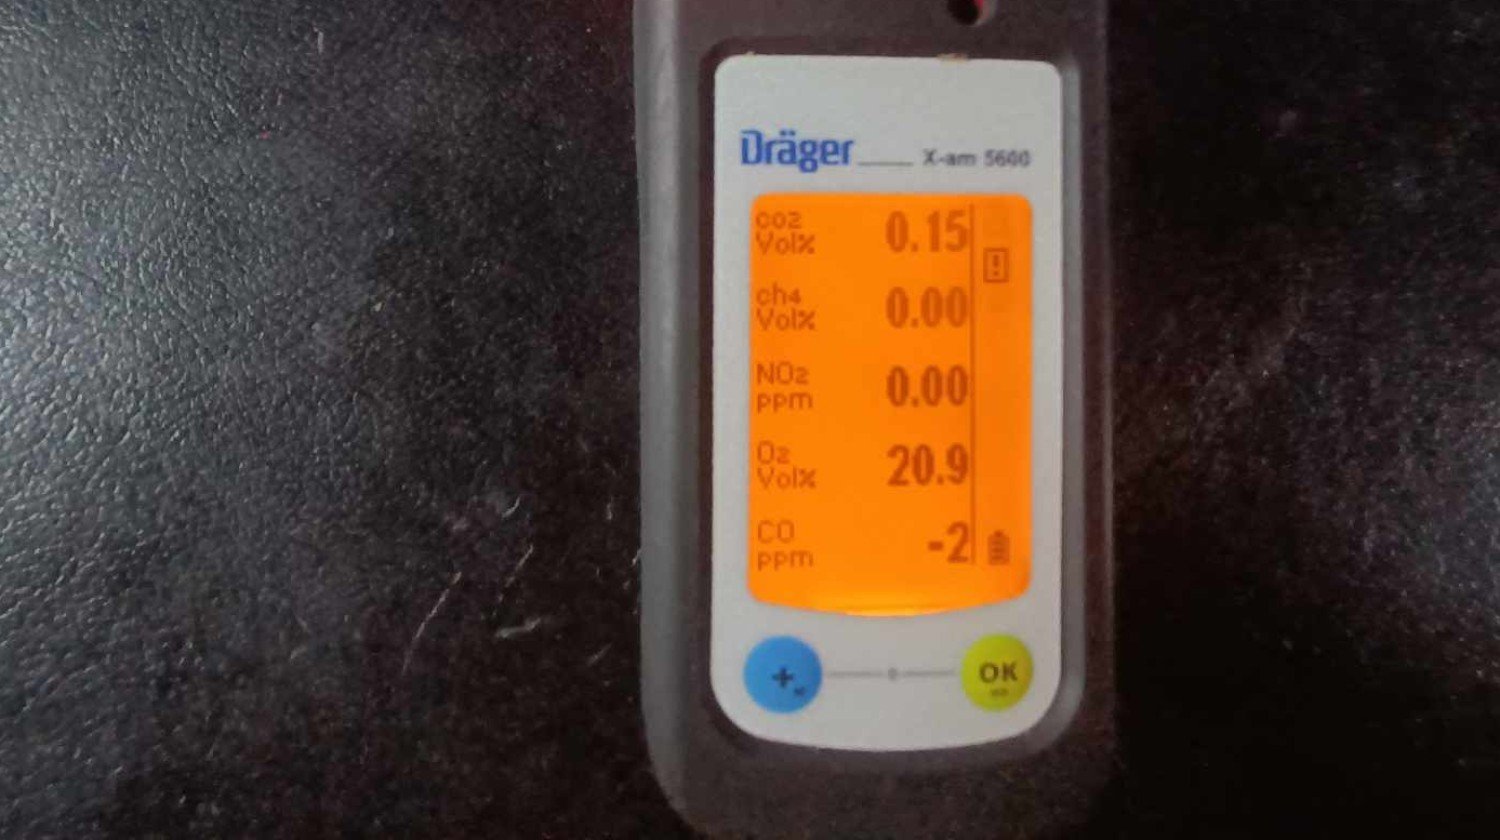 Dräger X-am 5600
co2
Vol% 0.15
ch4
Vol% 0.00
NO2
ppm 0.00
O2
Vol% 20.9
CO
ppm -2
+ OK